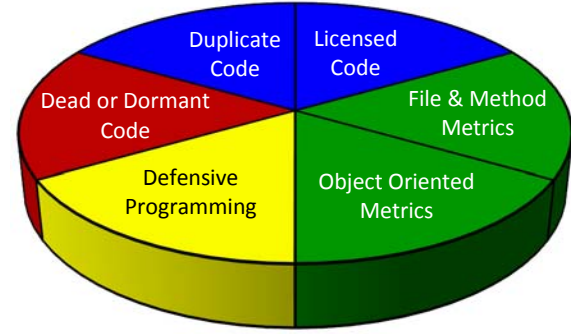 Duplicate
Code
Licensed
Code
Dead or Dormant
Code
File & Method
Metrics
Defensive
Programming
Object Oriented
Metrics